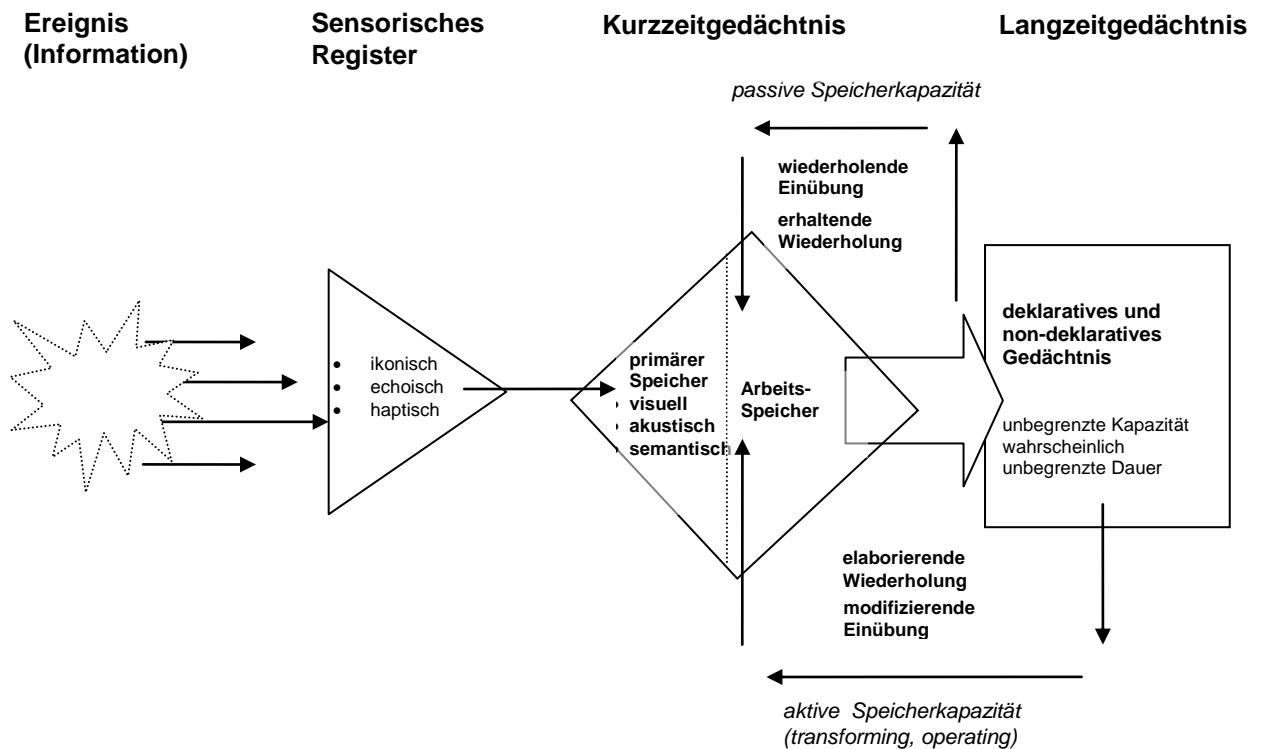 Ereignis
(Information)
Sensorisches
Register
Kurzzeitgedächtnis
Langzeitgedächtnis
passive Speicherkapazität
wiederholende
Einübung
erhaltende
Wiederholung
• ikonisch
• echoisch
• haptisch
primärer
Speicher
visuell
akustisch
semantisch
Arbeits-
Speicher
deklaratives und
non-deklaratives
Gedächtnis
unbegrenzte Kapazität
wahrscheinlich
unbegrenzte Dauer
elaborierende
Wiederholung
modifizierende
Einübung
aktive Speicherkapazität
(transforming, operating)